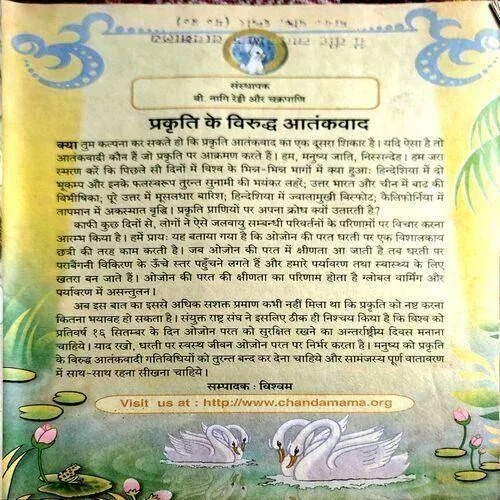 संस्थापक
बी. नागि रेड्डी और चक्रपाणि
प्रकृति के विरुद्ध आतंकवाद
क्या तुम कल्पना कर सकते हो कि प्रकृति आतंकवाद का एक दूसरा शिकार है। यदि ऐसा है तो
आतंकवादी कौन हैं जो प्रकृति पर आक्रमण करते हैं। हम, मनुष्य जाति, निस्सन्देह। हम जरा
स्मरण करें कि पिछले सौ दिनों में विश्व के भिन्न-भिन्न भागों में क्या हुआ: हिन्देशिया में दो
भूकम्प और इनके फलस्वरूप तुरन्त सुनामी की भयंकर लहरें; उत्तर भारत और चीन में बाढ की
विभीषिका; पूरे उत्तर में मूसलधार बारिश; हिन्देशिया में ज्वालामुखी विस्फोट; कैलिफोर्निया में
तापमान में अकस्मात वृद्धि। प्रकृति प्राणियों पर अपना क्रोध क्यों उतारती है?
काफी कुछ दिनों से, लोगों ने ऐसे जलवायु सम्बन्धी परिवर्तनों के परिणामों पर विचार करना
आरम्भ किया है। हमें प्रायः यह बताया गया है कि ओजोन की परत धरती पर एक विशालकाय
छत्री की तरह काम करती है। जब ओजोन की परत में क्षीणता आ जाती है तब धरती पर
पराबैंगनी विकिरण के ऊँचे स्तर पहुँचने लगते हैं और हमारे पर्यावरण तथा स्वास्थ्य के लिए
खतरा बन जाते हैं। ओजोन की परत की क्षीणता का परिणाम होता है ग्लोबल वार्मिंग और
पर्यावरण में असन्तुलन।
अब इस बात का इससे अधिक सशक्त प्रमाण कभी नहीं मिला था कि प्रकृति को नष्ट करना
कितना भयावह हो सकता है। संयुक्त राष्ट्र संघ ने इसलिए ठीक ही निश्चय किया है कि विश्व को
प्रतिवर्ष १६ सितम्बर के दिन ओजोन परत को सुरक्षित रखने का अन्तर्राष्ट्रीय दिवस मनाना
चाहिये। याद रखो, धरती पर स्वस्थ जीवन ओजोन परत पर निर्भर करता है। मनुष्य को प्रकृति
के विरुद्ध आतंकवादी गतिविधियों को तुरन्त बन्द कर देना चाहिये और सामंजस्य पूर्ण वातावरण
में साथ-साथ रहना सीखना चाहिये।
सम्पादक : विश्वम
Visit us at : http://www.chandamama.org